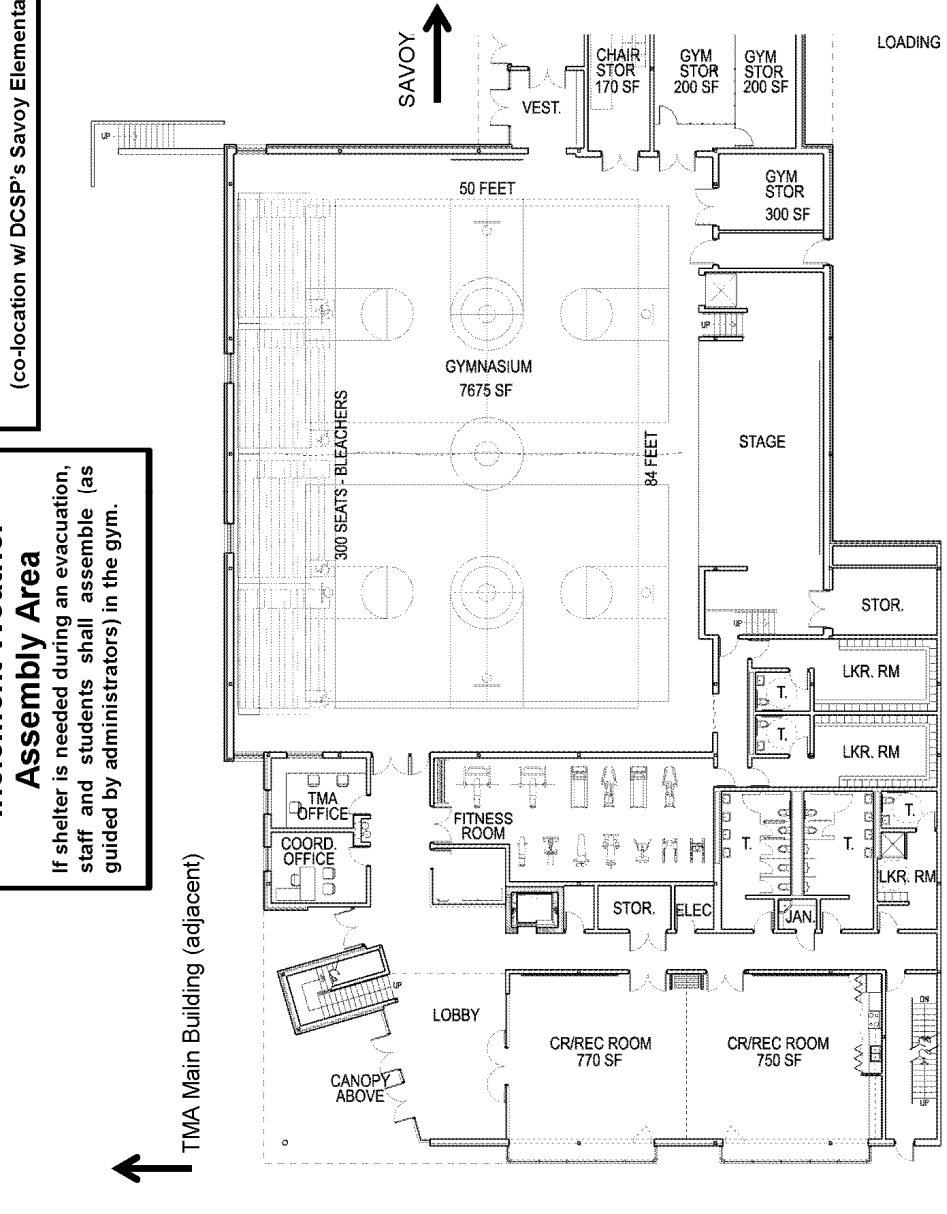 (co-location w/ DCSP's Savoy Elementa
Assembly Area
If shelter is needed during an evacuation,
staff and students shall assemble (as
guided by administrators) in the gym.
SAVOY
TMA Main Building (adjacent)
LOADING
CHAIR
STOR
170 SF
GYM
STOR
200 SF
GYM
STOR
200 SF
VEST.
UP
50 FEET
GYM
STOR
300 SF
UP
GYMNASIUM
7675 SF
300 SEATS - BLEACHERS
84 FEET
STAGE
UP
STOR.
LKR. RM
T.
LKR. RM
T.
TMA
OFFICE
FITNESS
ROOM
COORD.
OFFICE
T.
T.
T.
LKR. RM
STOR.
ELEC
JAN.
UP
LOBBY
CR/REC ROOM
770 SF
CR/REC ROOM
750 SF
DN
UP
CANOPY
ABOVE